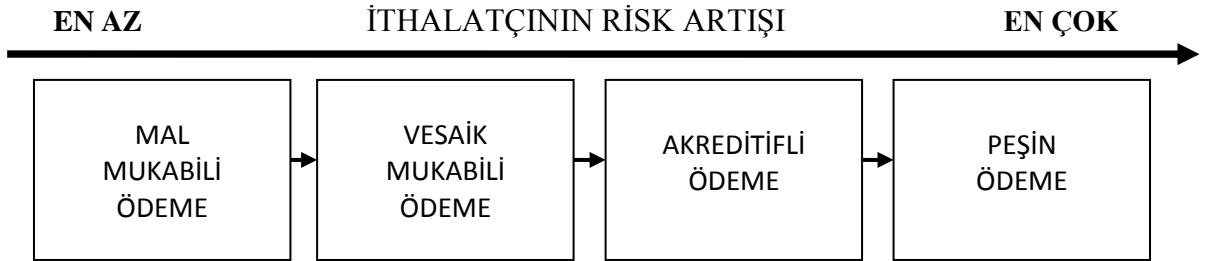 EN AZ İTHALATÇININ RİSK ARTIŞI EN ÇOK
MAL
MUKABİLİ
ÖDEME
VESAİK
MUKABİLİ
ÖDEME
AKREDİTİFLİ
ÖDEME
PEŞİN
ÖDEME